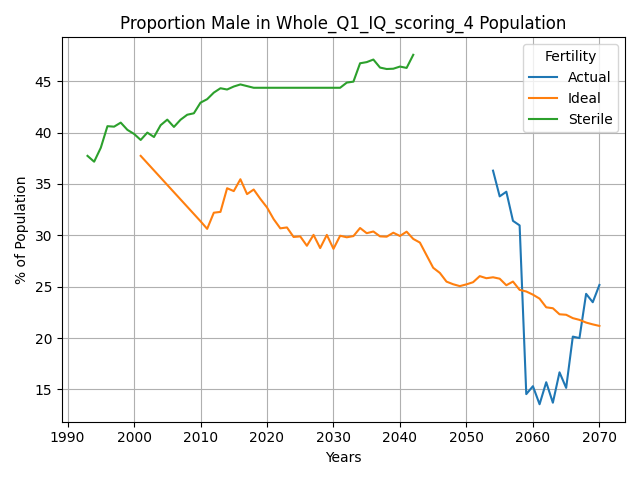 Proportion Male in Whole_Q1_IQ_scoring_4 Population
% of Population
45
40
35
30
25
20
15
Fertility
Actual
Ideal
Sterile
1990 2000 2010 2020 2030 2040 2050 2060 2070
Years